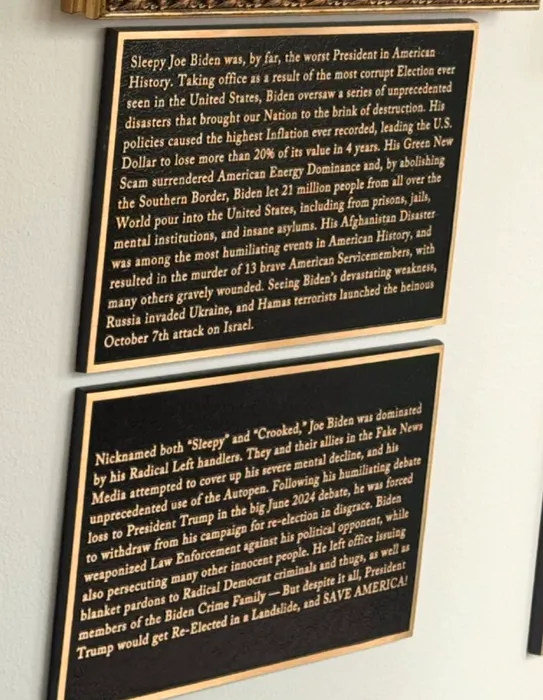 Sleepy Joe Biden was, by far, the worst President in American
History. Taking office as a result of the most corrupt Election ever
seen in the United States, Biden oversaw a series of unprecedented
disasters that brought our Nation to the brink of destruction. His
policies caused the highest Inflation ever recorded, leading the U.S.
Dollar to lose more than 20% of its value in 4 years. His Green New
Scam surrendered American Energy Dominance and, by abolishing
the Southern Border, Biden let 21 million people from all over the
World pour into the United States, including from prisons, jails,
mental institutions, and insane asylums. His Afghanistan Disaster
was among the most humiliating events in American History, and
resulted in the murder of 13 brave American Servicemembers, with
many others gravely wounded. Seeing Biden's devastating weakness,
Russia invaded Ukraine, and Hamas terrorists launched the heinous
October 7th attack on Israel.
Nicknamed both "Sleepy" and "Crooked," Joe Biden was dominated
by his Radical Left handlers. They and their allies in the Fake News
Media attempted to cover up his severe mental decline, and his
unprecedented use of the Autopen. Following his humiliating debate
loss to President Trump in the big June 2024 debate, he was forced
to withdraw from his campaign for re-election in disgrace. Biden
weaponized Law Enforcement against his political opponent, while
also persecuting many other innocent people. He left office issuing
blanket pardons to Radical Democrat criminals and thugs, as well as
members of the Biden Crime Family — But despite it all, President
Trump would get Re-Elected in a Landslide, and SAVE AMERICA!